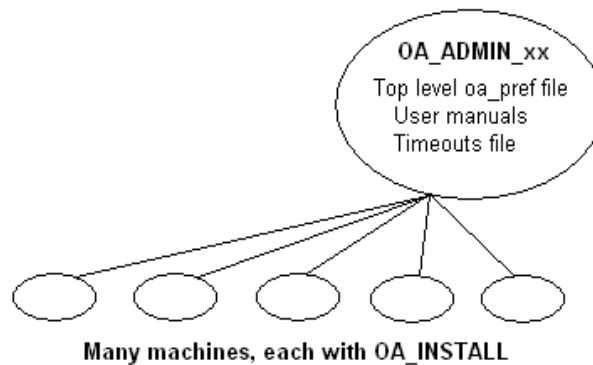 OA_ADMIN_xx
Top level oa_pref file
User manuals
Timeouts file
Many machines, each with OA_INSTALL